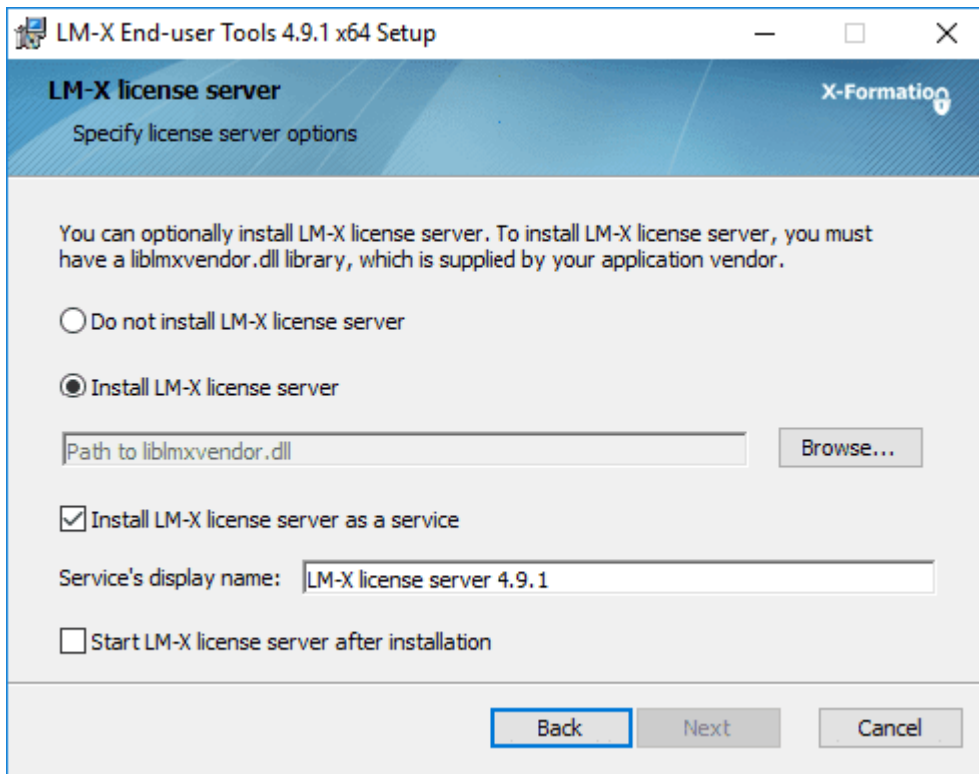 LM-X End-user Tools 4.9.1 x64 Setup
LM-X license server
X-Formation
Specify license server options
You can optionally install LM-X license server. To install LM-X license server, you must
have a liblmxvendor.dll library, which is supplied by your application vendor.
Do not install LM-X license server
Install LM-X license server
Path to liblmxvendor.dll
Browse...
Install LM-X license server as a service
Service's display name: LM-X license server 4.9.1
Start LM-X license server after installation
Back Next Cancel